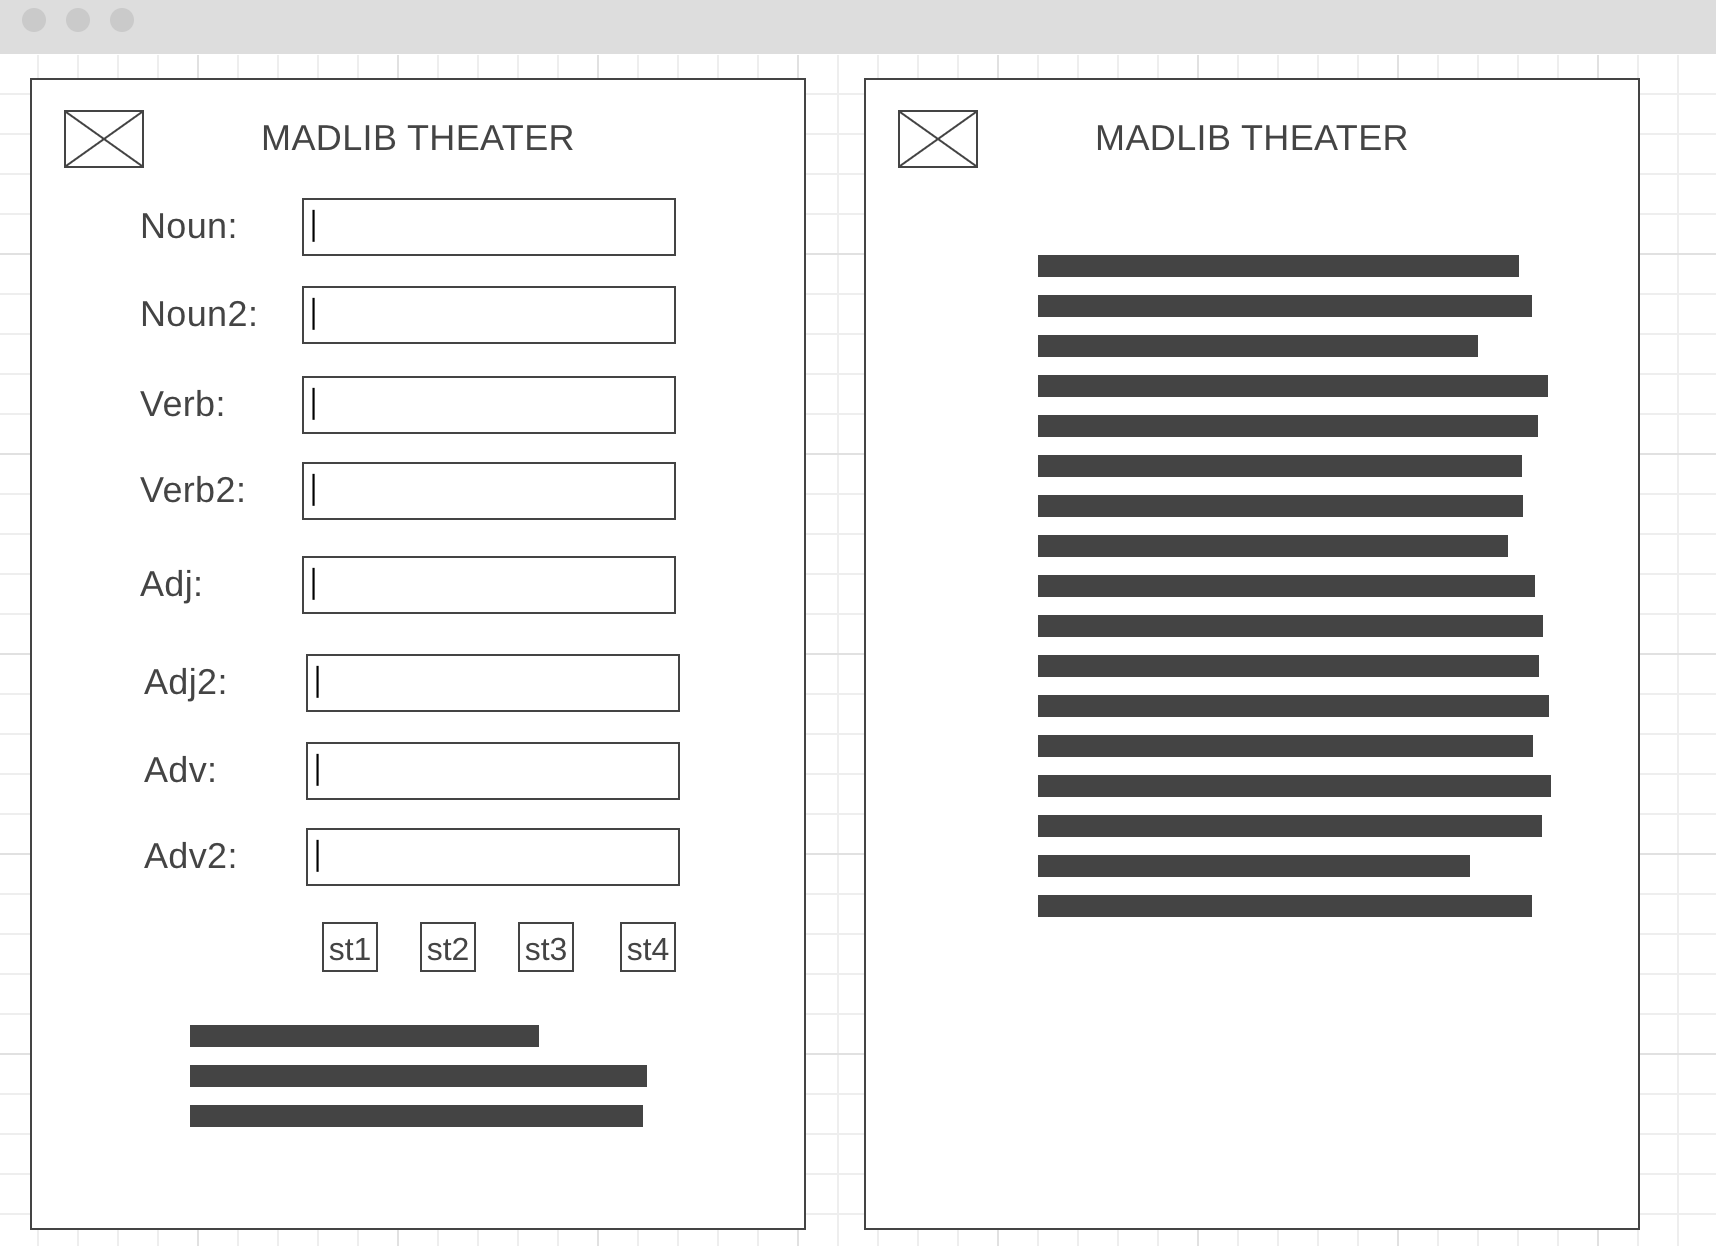 MADLIB THEATER
Noun:
Noun2:
Verb:
Verb2:
Adj:
Adj2:
Adv:
Adv2:
st1 st2 st3 st4
MADLIB THEATER